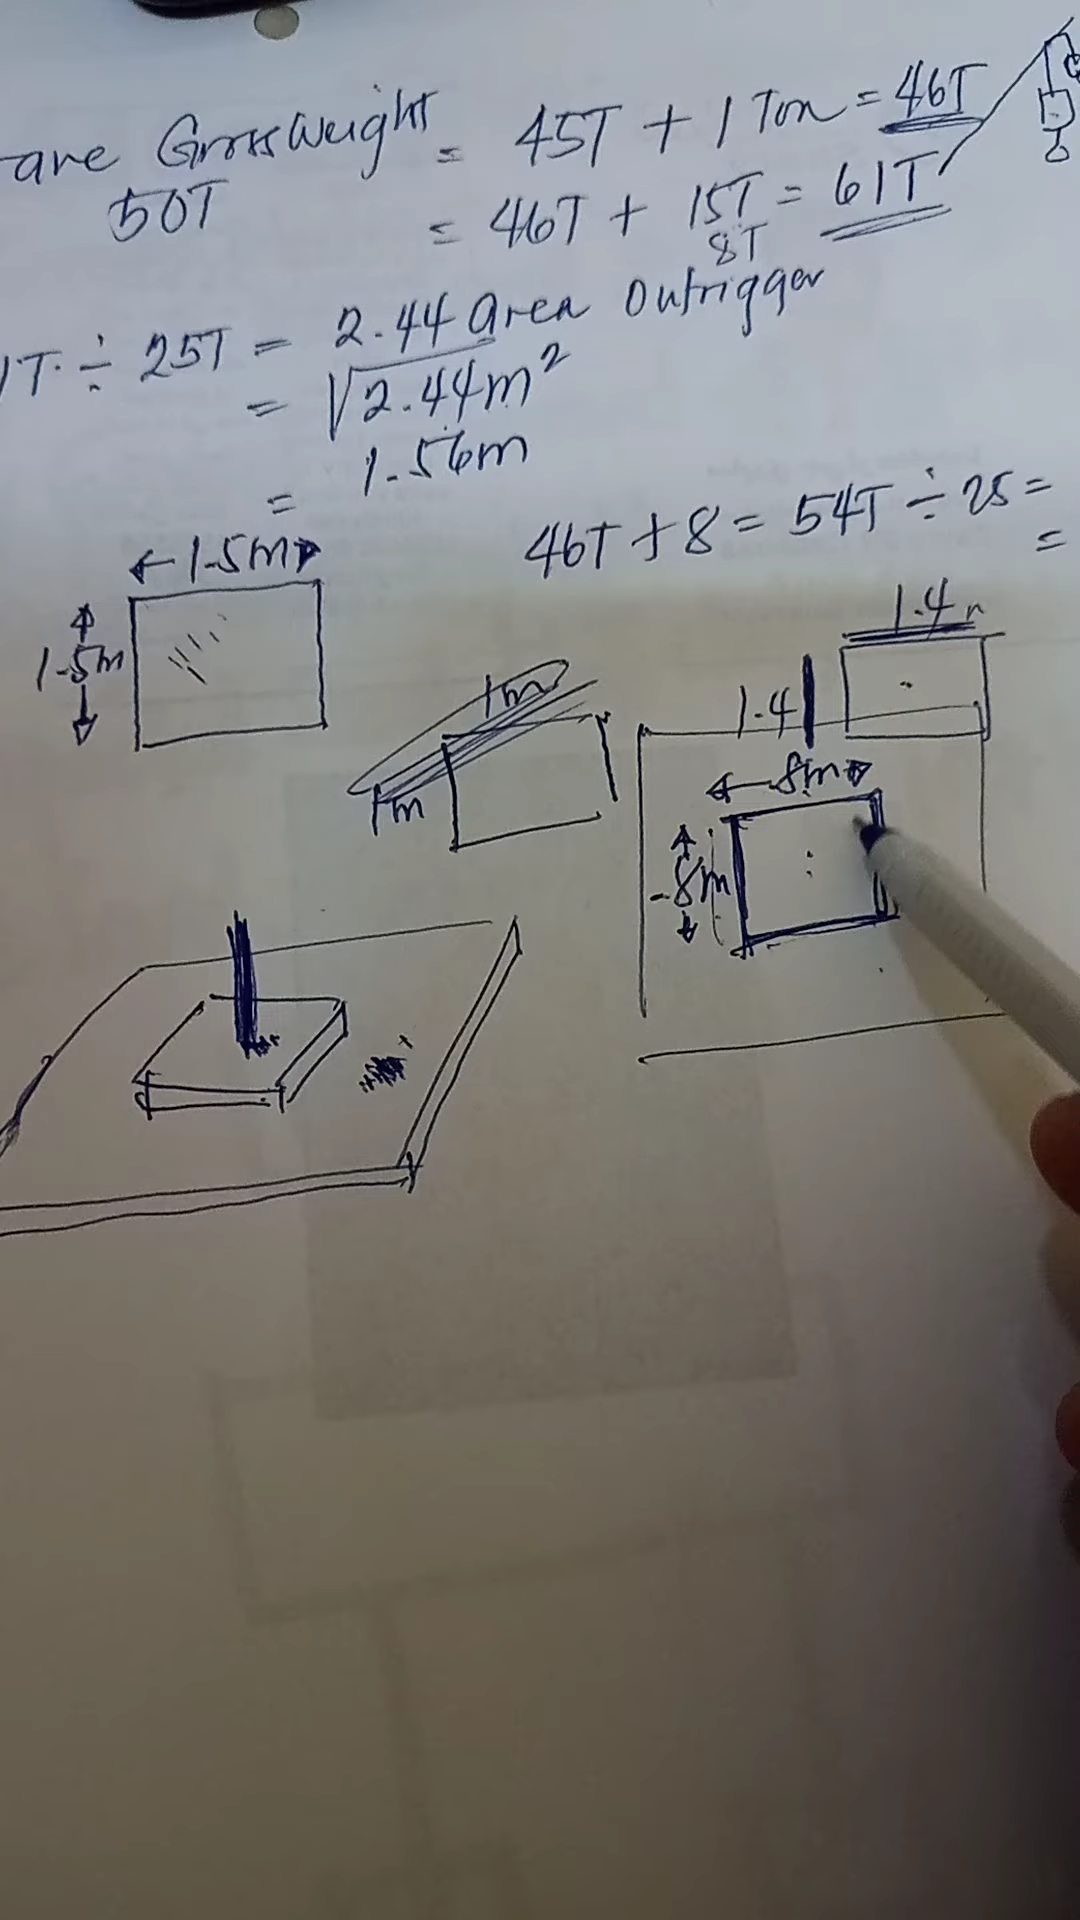 are Gross Weight = 45T + 1 Ton = 46T
50T = 46T + 15T = 61T
8T
1T ÷ 25T = 2.44 area Outrigger
= √2.44m²
= 1.56m
46T + 8 = 54T ÷ 25 =
=
1.5m
1.5m
1.4
1m
1m
1.4
.8m
.8m